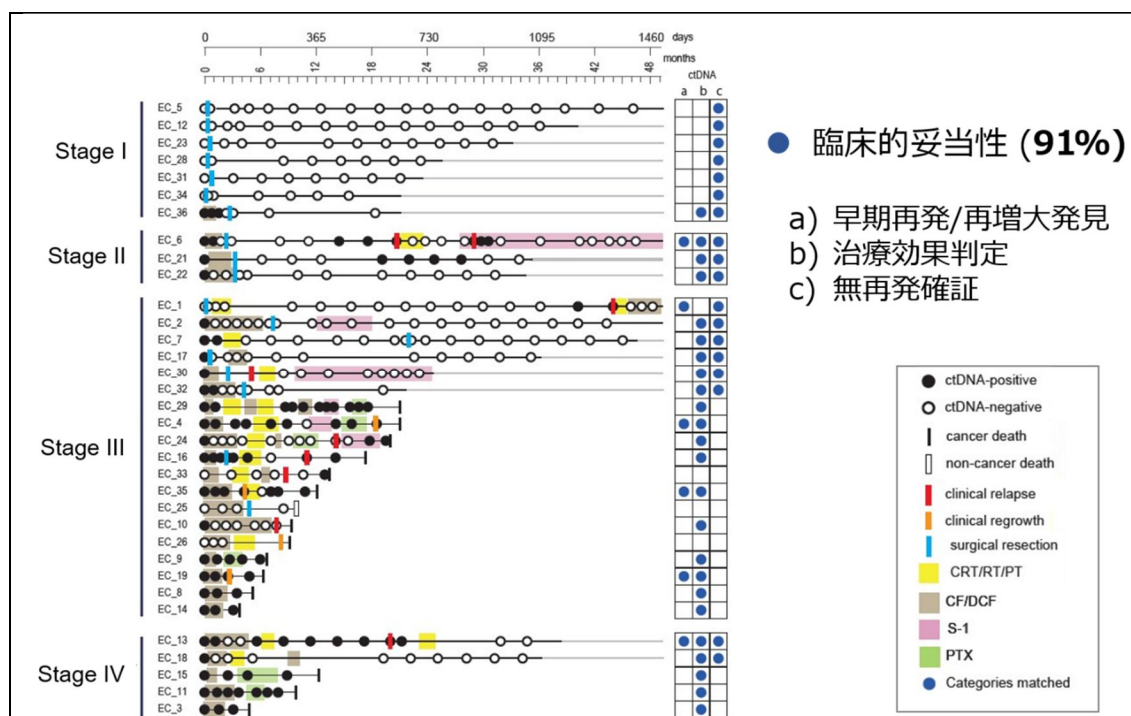 0 365 730 1095 1460 days
months
0 6 12 18 24 30 36 42 48
ctDNA
a b c
Stage I
EC_5
EC_12
EC_23
EC_28
EC_31
EC_34
EC_36
Stage II
EC_6
EC_21
EC_22
Stage III
EC_1
EC_2
EC_7
EC_17
EC_30
EC_32
EC_29
EC_4
EC_24
EC_16
EC_33
EC_35
EC_25
EC_10
EC_26
EC_9
EC_19
EC_8
EC_14
Stage IV
EC_13
EC_18
EC_15
EC_11
EC_3
臨床的妥当性 (91%)
a) 早期再発/再増大発見
b) 治療効果判定
c) 無再発確証
ctDNA-positive
ctDNA-negative
cancer death
non-cancer death
clinical relapse
clinical regrowth
surgical resection
CRT/RT/PT
CF/DCF
S-1
PTX
Categories matched